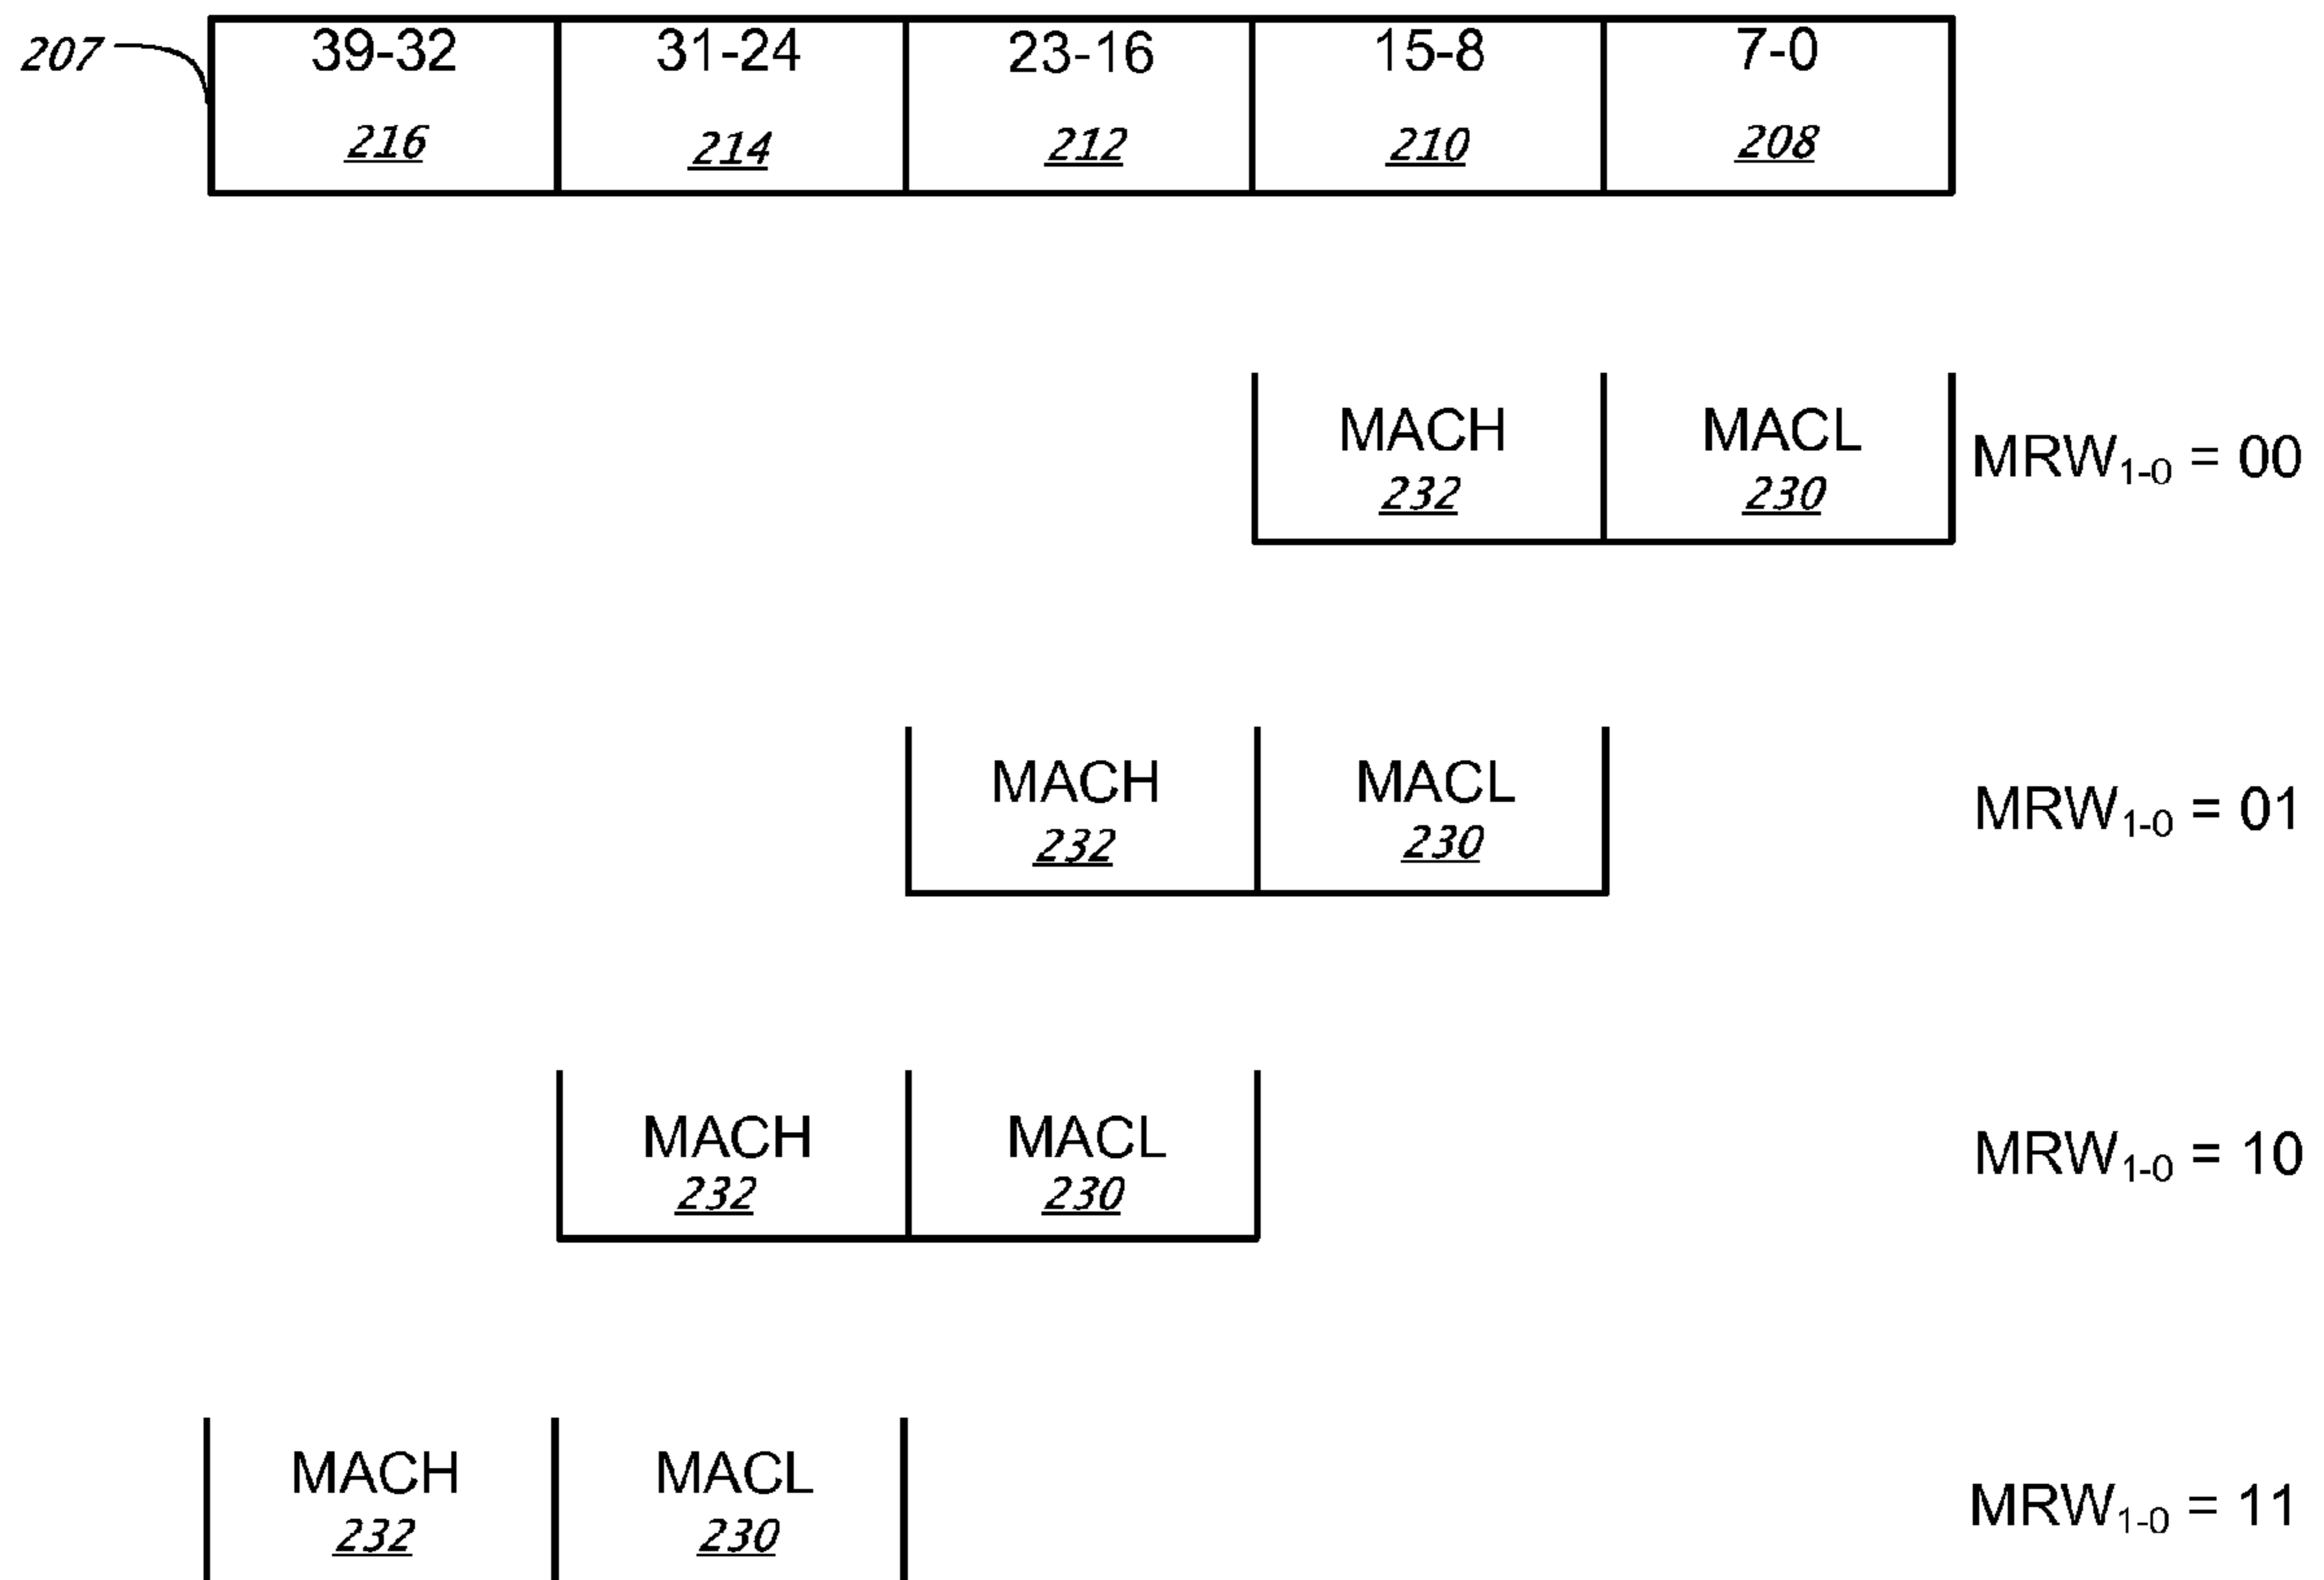 207 39-32 31-24 23-16 15-8 7-0
216 214 212 210 208
MACH MACL MRW1-0 = 00
232 230
MACH MACL MRW1-0 = 01
232 230
MACH MACL MRW1-0 = 10
232 230
MACH MACL MRW1-0 = 11
232 230